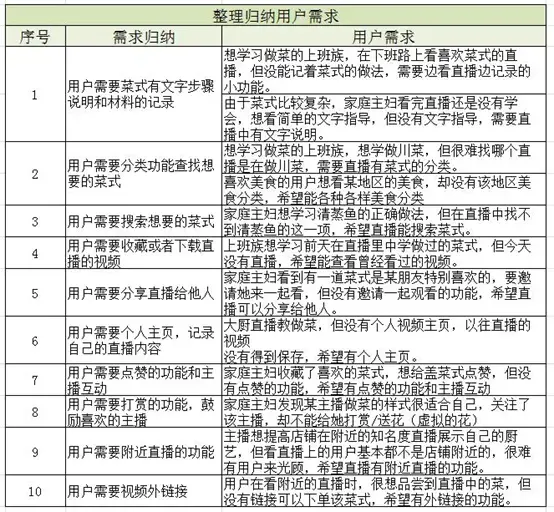 整理归纳用户需求
序号 需求归纳 用户需求
1
用户需要菜式有文字步骤
说明和材料的记录
想学习做菜的上班族，在下班路上看喜欢菜式的直
播，但没能记着菜式的做法，需要边看直播边记录的
小功能。
由于菜式比较复杂，家庭主妇看完直播还是没有学
会，想看简单的文字指导，但没有文字指导，需要直
播中有文字说明。
2
用户需要分类功能查找想
要的菜式
想学习做菜的上班族，想学做川菜，但很难找哪个直
播是在做川菜，需要直播有菜式的分类。
喜欢美食的用户想看某地区的美食，却没有该地区美
食分类，希望能各种各样美食分类
3
用户需要搜索想要的菜式
家庭主妇想学习清蒸鱼的正确做法，但在直播中找不
到清蒸鱼的这一项，希望直播能搜索菜式。
4
用户需要收藏或者下载直
播的视频
上班族想学习前天在直播里中学做过的菜式，但今天
没有直播，希望能查看曾经看过的视频。
5
用户需要分享直播给他人
家庭主妇看到有一道菜式是某朋友特别喜欢的，要邀
请她来一起看，但没有邀请一起观看的功能，希望直
播可以分享给他人。
6
用户需要个人主页，记录
自己的直播内容
大厨直播教做菜，但没有个人视频主页，以往直播的
视频
没有得到保存，希望有个人主页。
7
用户需要点赞的功能和主
播互动
家庭主妇收藏了喜欢的菜式，想给盖菜式点赞，但没
有点赞的功能，希望有点赞的功能和主播互动
8
用户需要打赏的功能，鼓
励喜欢的主播
家庭主妇发现某主播做菜的样式很适合自己，关注了
该主播，却不能给她打赏/送花（虚拟的花）
9
用户需要附近直播的功能
主播想提高店铺在附近的知名度直播展示自己的厨
艺，但看直播上的用户基本都不是店铺附近的，很难
有用户来光顾，希望直播有附近直播的功能。
10
用户需要视频外链接
用户在看附近的直播时，很想品尝到直播中的菜，但
没有链接可以下单该菜式，希望有外链接的功能。